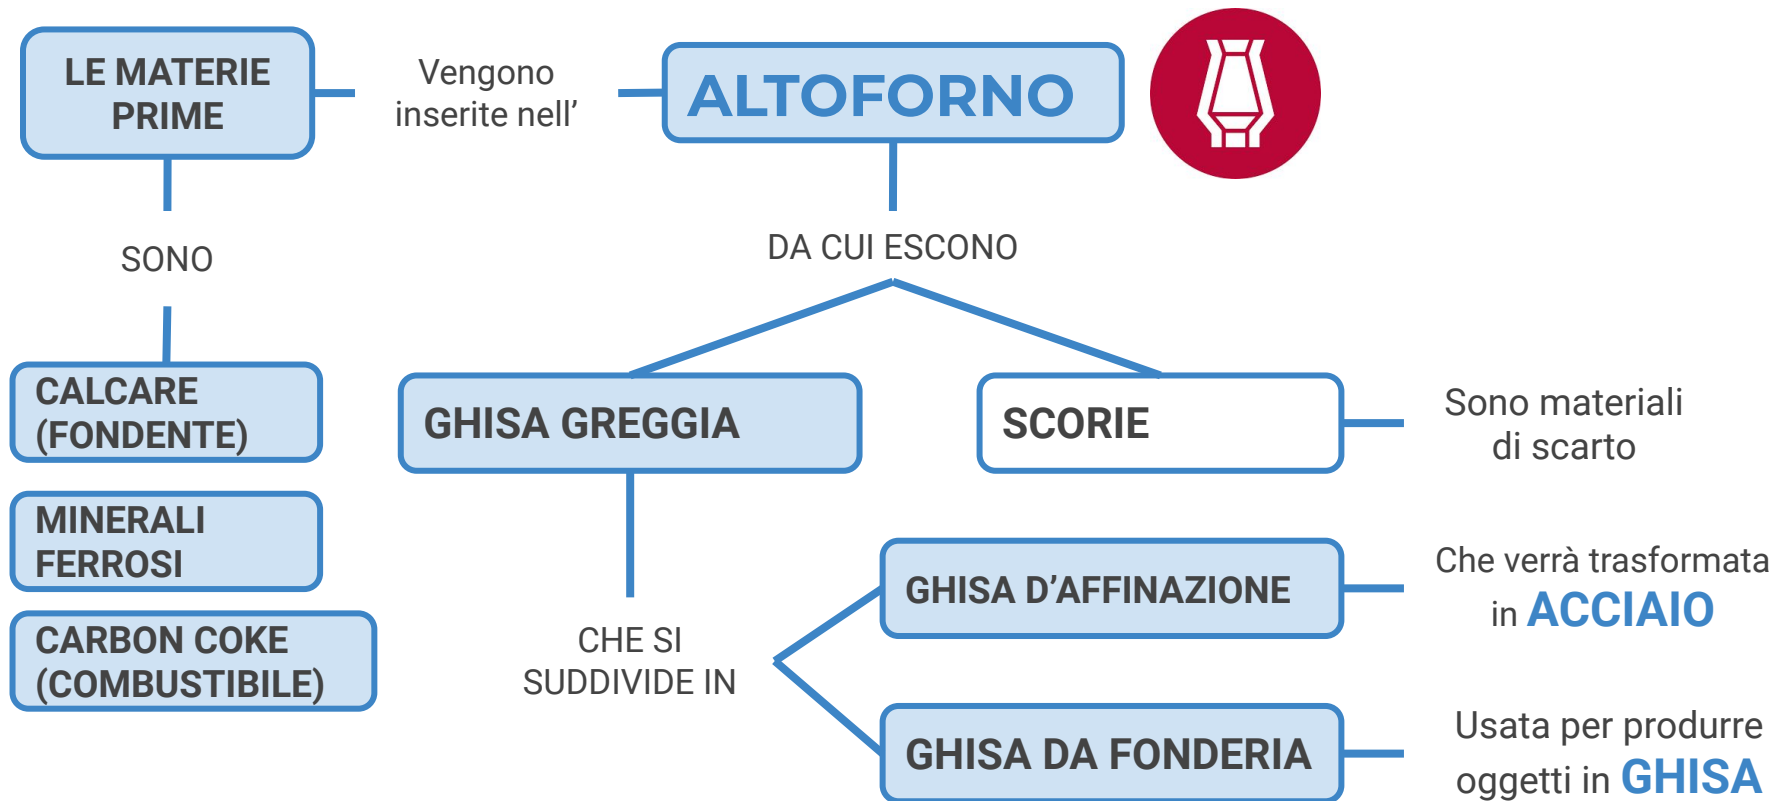 LE MATERIE
PRIME
Vengono
inserite nell’
ALTOFORNO
SONO
DA CUI ESCONO
CALCARE
(FONDENTE)
MINERALI
FERROSI
CARBON COKE
(COMBUSTIBILE)
GHISA GREGGIA
SCORIE
Sono materiali
di scarto
CHE SI
SUDDIVIDE IN
GHISA D’AFFINAZIONE
Che verrà trasformata
in ACCIAIO
GHISA DA FONDERIA
Usata per produrre
oggetti in GHISA